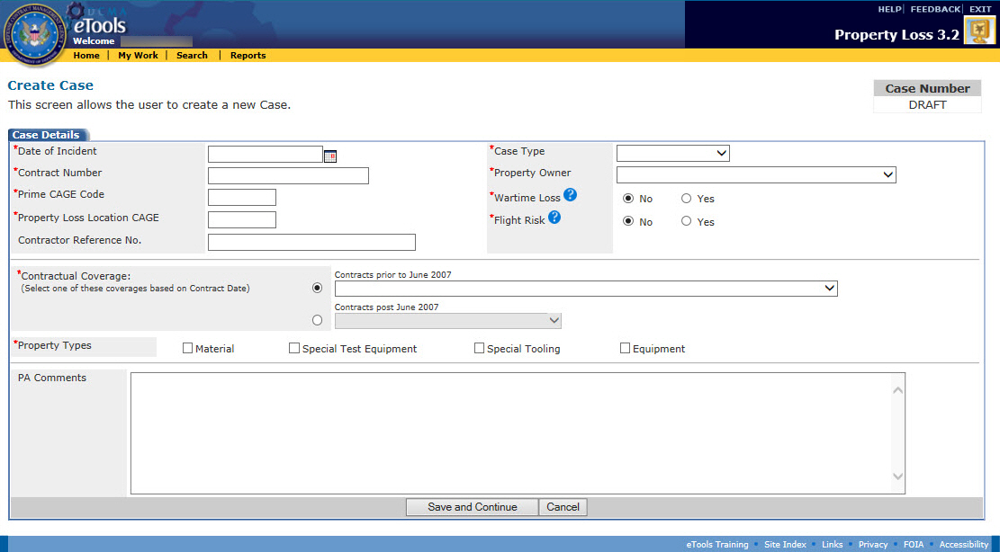 HELP| FEEDBACK| EXIT
DCMA
eTools
Welcome
Property Loss 3.2
Home | My Work | Search | Reports
Create Case
This screen allows the user to create a new Case.
Case Number
DRAFT
Case Details
*Date of Incident
*Case Type
*Contract Number
*Property Owner
*Prime CAGE Code
*Wartime Loss ? No Yes
*Property Loss Location CAGE
*Flight Risk ? No Yes
Contractor Reference No.
*Contractual Coverage:
(Select one of these coverages based on Contract Date)
Contracts prior to June 2007
Contracts post June 2007
*Property Types Material Special Test Equipment Special Tooling Equipment
PA Comments
Save and Continue Cancel
eTools Training • Site Index • Links • Privacy • FOIA • Accessibility